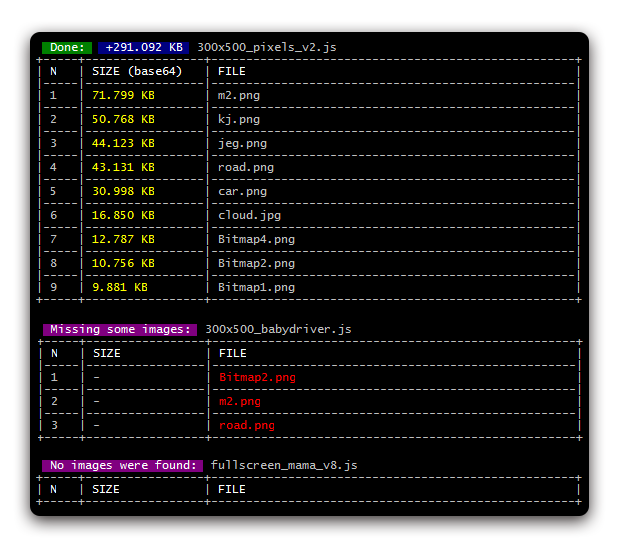 Done: +291.092 KB 300x500_pixels_v2.js
N SIZE (base64) FILE
1 71.799 KB m2.png
2 50.768 KB kj.png
3 44.123 KB jeg.png
4 43.131 KB road.png
5 30.998 KB car.png
6 16.850 KB cloud.jpg
7 12.787 KB Bitmap4.png
8 10.756 KB Bitmap2.png
9 9.881 KB Bitmap1.png
Missing some images: 300x500_babydriver.js
N SIZE FILE
1 - Bitmap2.png
2 - m2.png
3 - road.png
No images were found: fullscreen_mama_v8.js
N SIZE FILE